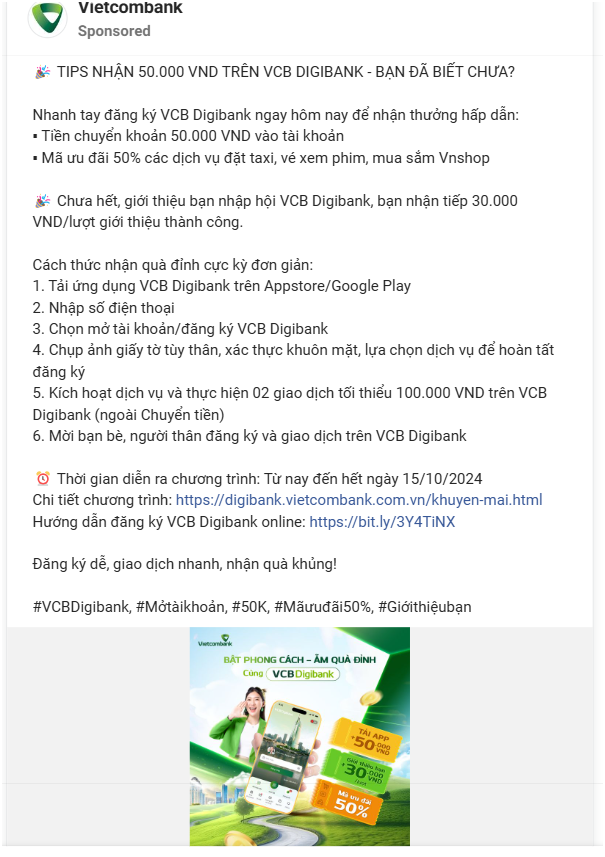 Vietcombank
Sponsored
🎉 TIPS NHẬN 50.000 VND TRÊN VCB DIGIBANK - BẠN ĐÃ BIẾT CHƯA?
Nhanh tay đăng ký VCB Digibank ngay hôm nay để nhận thưởng hấp dẫn:
▪ Tiền chuyển khoản 50.000 VND vào tài khoản
▪ Mã ưu đãi 50% các dịch vụ đặt taxi, vé xem phim, mua sắm Vnshop
🎉 Chưa hết, giới thiệu bạn nhập hội VCB Digibank, bạn nhận tiếp 30.000
VND/lượt giới thiệu thành công.
Cách thức nhận quà đỉnh cực kỳ đơn giản:
1. Tải ứng dụng VCB Digibank trên Appstore/Google Play
2. Nhập số điện thoại
3. Chọn mở tài khoản/đăng ký VCB Digibank
4. Chụp ảnh giấy tờ tùy thân, xác thực khuôn mặt, lựa chọn dịch vụ để hoàn tất
đăng ký
5. Kích hoạt dịch vụ và thực hiện 02 giao dịch tối thiểu 100.000 VND trên VCB
Digibank (ngoài Chuyển tiền)
6. Mời bạn bè, người thân đăng ký và giao dịch trên VCB Digibank
⏰ Thời gian diễn ra chương trình: Từ nay đến hết ngày 15/10/2024
Chi tiết chương trình: https://digibank.vietcombank.com.vn/khuyen-mai.html
Hướng dẫn đăng ký VCB Digibank online: https://bit.ly/3Y4TiNX
Đăng ký dễ, giao dịch nhanh, nhận quà khủng!
#VCBDigibank, #Mởtàikhoản, #50K, #Mãưuđãi50%, #Giớithiệubạn
Vietcombank
BẬT PHONG CÁCH – ẴM QUÀ ĐỈNH
Cùng VCBDigibank
TẢI APP
+50.000 VND
Giới thiệu bạn
+30.000 VND
Mã ưu đãi
50%